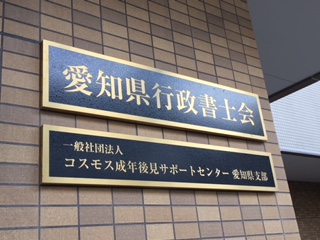 愛知県行政書士会
一般社団法人
コスモス成年後見サポートセンター 愛知県支部